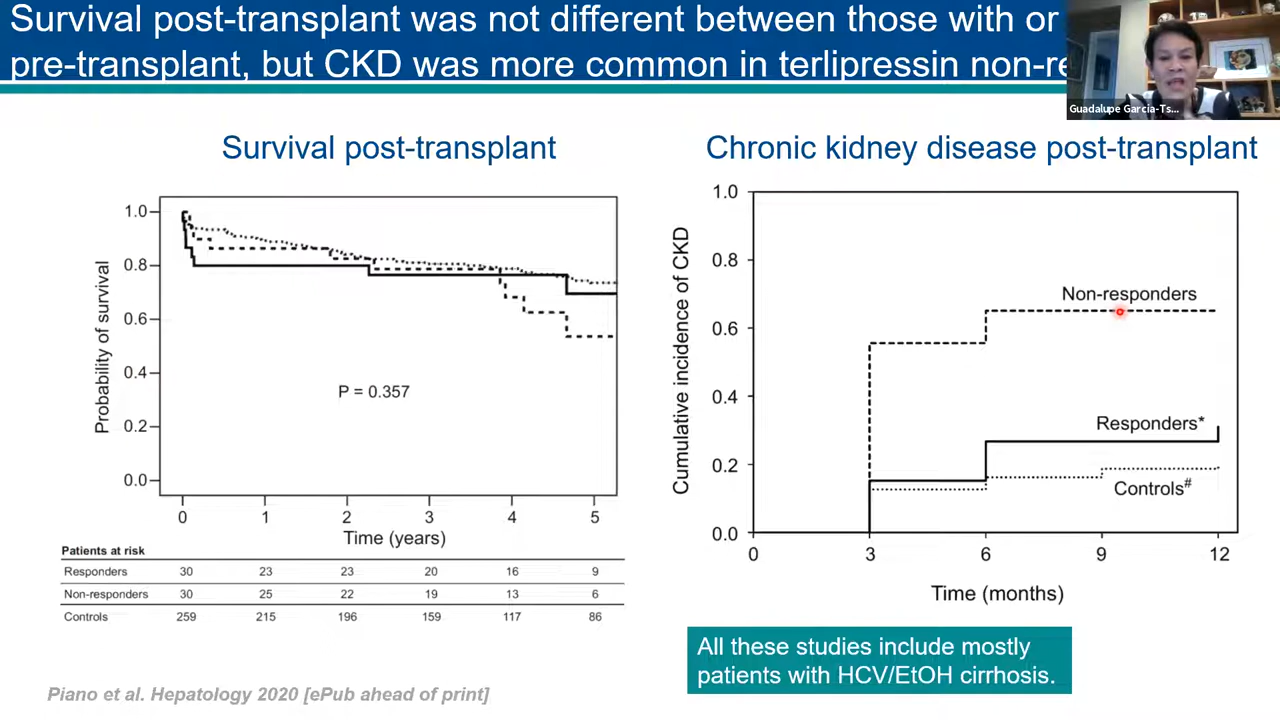 Survival post-transplant was not different between those with or
pre-transplant, but CKD was more common in terlipressin
Guadalupe Garcia-Ts...
Survival post-transplant
Chronic kidney disease post-transplant
1.0
0.8
0.6
0.4
0.2
0.0
Probability of survival
P = 0.357
0 1 2 3 4 5
Time (years)
Patients at risk
Responders 30 23 23 20 16 9
Non-responders 30 25 22 19 13 6
Controls 259 215 196 159 117 86
1.0
0.8
0.6
0.4
0.2
0.0
Cumulative incidence of CKD
Non-responders
Responders*
Controls#
0 3 6 9 12
Time (months)
All these studies include mostly
patients with HCV/EtOH cirrhosis.
Piano et al. Hepatology 2020 [ePub ahead of print]